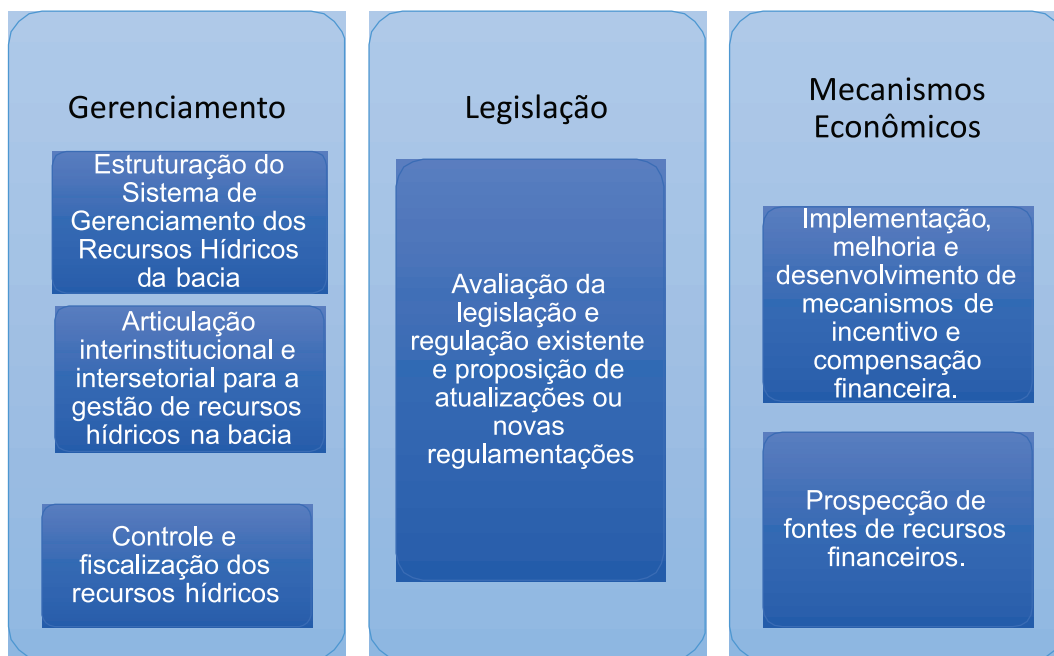 Gerenciamento
Estruturação do
Sistema de
Gerenciamento dos
Recursos Hídricos
da bacia
Articulação
interinstitucional e
intersetorial para a
gestão de recursos
hídricos na bacia
Controle e
fiscalização dos
recursos hídricos
Legislação
Avaliação da
legislação e
regulação existente
e proposição de
atualizações ou
novas
regulamentações
Mecanismos
Econômicos
Implementação,
melhoria e
desenvolvimento de
mecanismos de
incentivo e
compensação
financeira.
Prospecção de
fontes de recursos
financeiros.